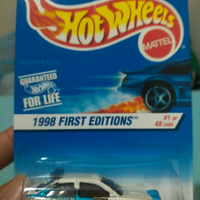 Hot Wheels
MATTEL
GUARANTEED
FOR LIFE
1998 FIRST EDITIONS
#1 OF
40 CARS